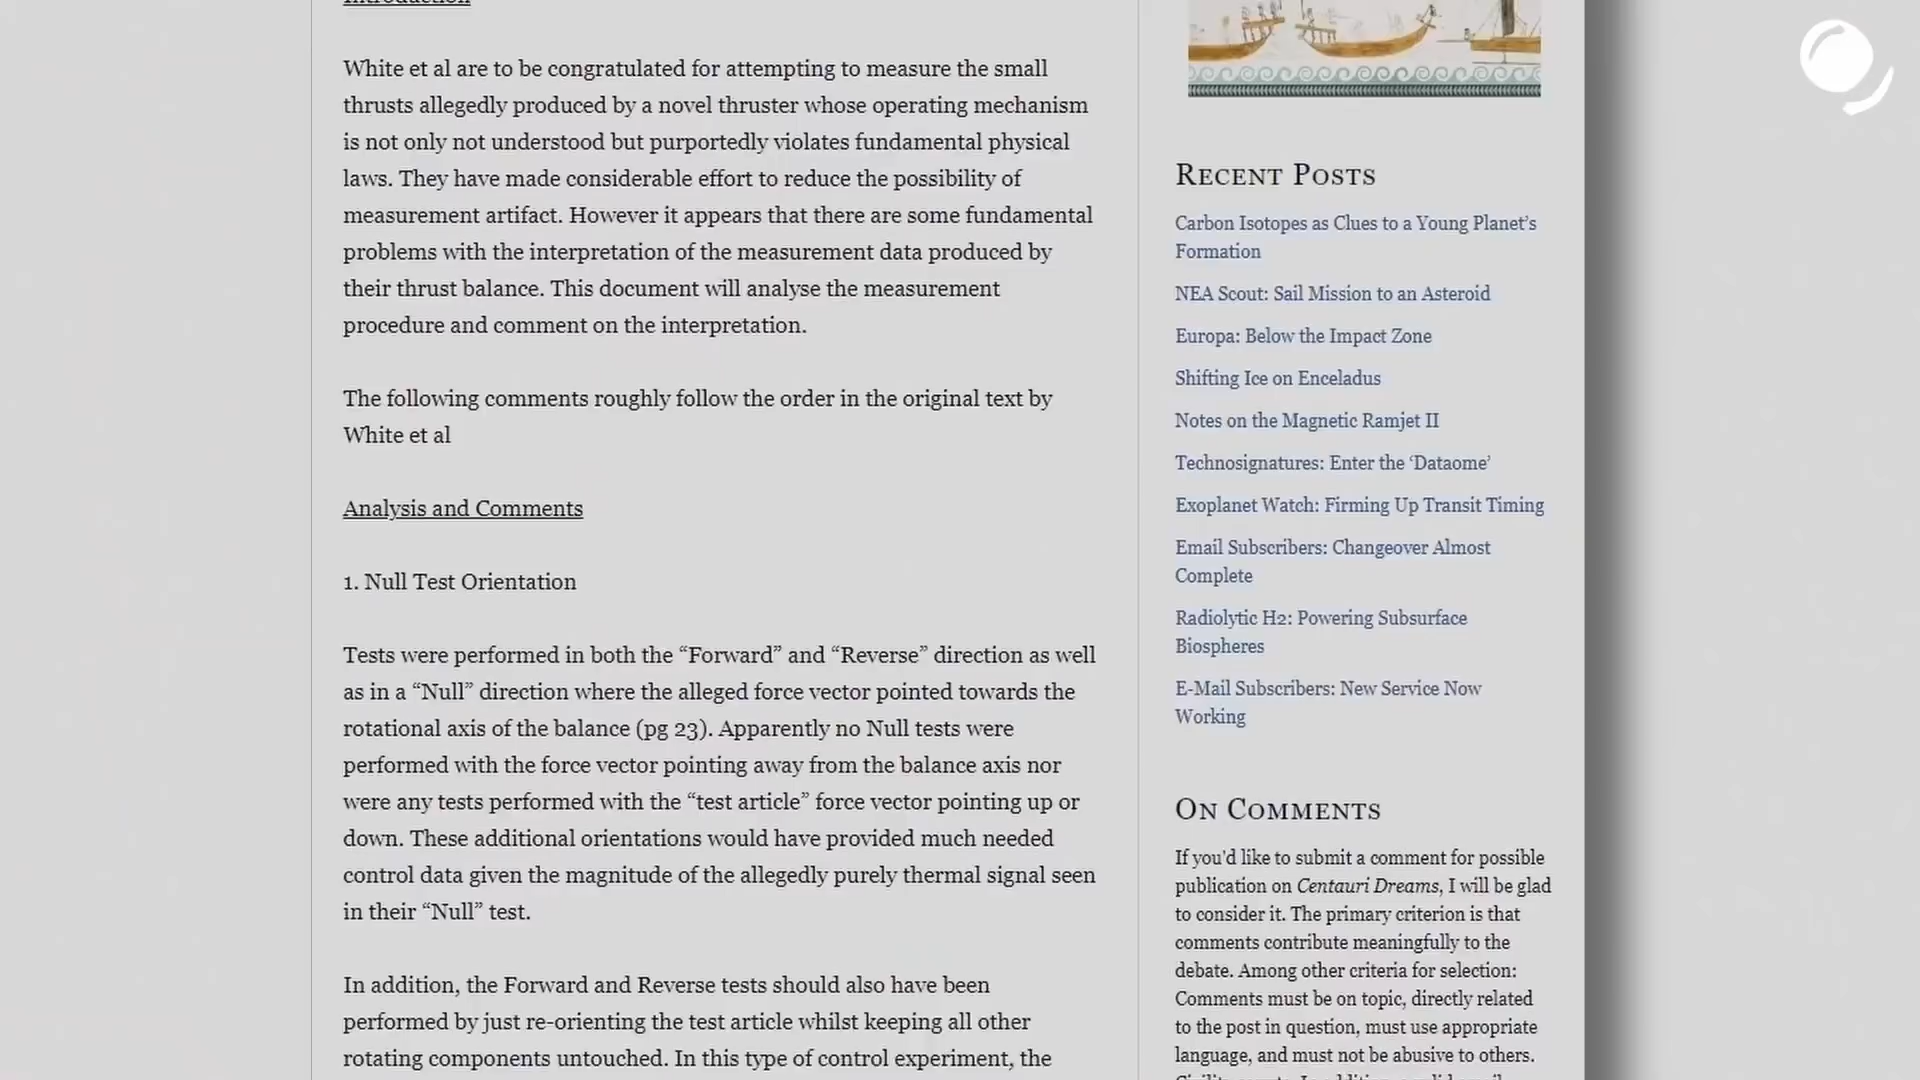 Introduction
White et al are to be congratulated for attempting to measure the small
thrusts allegedly produced by a novel thruster whose operating mechanism
is not only not understood but purportedly violates fundamental physical
laws. They have made considerable effort to reduce the possibility of
measurement artifact. However it appears that there are some fundamental
problems with the interpretation of the measurement data produced by
their thrust balance. This document will analyse the measurement
procedure and comment on the interpretation.
The following comments roughly follow the order in the original text by
White et al
Analysis and Comments
1. Null Test Orientation
Tests were performed in both the “Forward” and “Reverse” direction as well
as in a “Null” direction where the alleged force vector pointed towards the
rotational axis of the balance (pg 23). Apparently no Null tests were
performed with the force vector pointing away from the balance axis nor
were any tests performed with the “test article” force vector pointing up or
down. These additional orientations would have provided much needed
control data given the magnitude of the allegedly purely thermal signal seen
in their “Null” test.
In addition, the Forward and Reverse tests should also have been
performed by just re-orienting the test article whilst keeping all other
rotating components untouched. In this type of control experiment, the
Recent Posts
Carbon Isotopes as Clues to a Young Planet’s
Formation
NEA Scout: Sail Mission to an Asteroid
Europa: Below the Impact Zone
Shifting Ice on Enceladus
Notes on the Magnetic Ramjet II
Technosignatures: Enter the ‘Dataome’
Exoplanet Watch: Firming Up Transit Timing
Email Subscribers: Changeover Almost
Complete
Radiolytic H2: Powering Subsurface
Biospheres
E-Mail Subscribers: New Service Now
Working
On Comments
If you'd like to submit a comment for possible
publication on Centauri Dreams, I will be glad
to consider it. The primary criterion is that
comments contribute meaningfully to the
debate. Among other criteria for selection:
Comments must be on topic, directly related
to the post in question, must use appropriate
language, and must not be abusive to others.